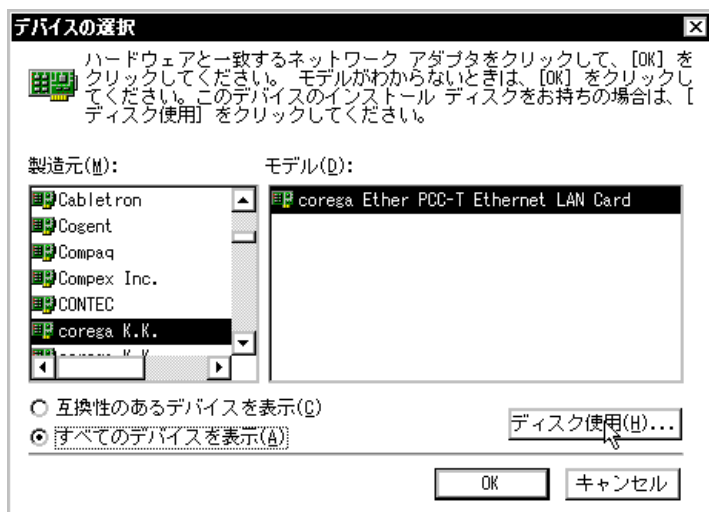 デバイスの選択
ハードウェアと一致するネットワーク アダプタをクリックして、[OK] を
クリックしてください。 モデルがわからないときは、[OK] をクリックし
てください。このデバイスのインストール ディスクをお持ちの場合は、[
ディスク使用] をクリックしてください。
製造元(M):
モデル(D):
Cabletron
Cogent
Compaq
Compex Inc.
CONTEC
corega K.K.
corega Ether PCC-T Ethernet LAN Card
互換性のあるデバイスを表示(C)
すべてのデバイスを表示(A)
ディスク使用(H)...
OK
キャンセル